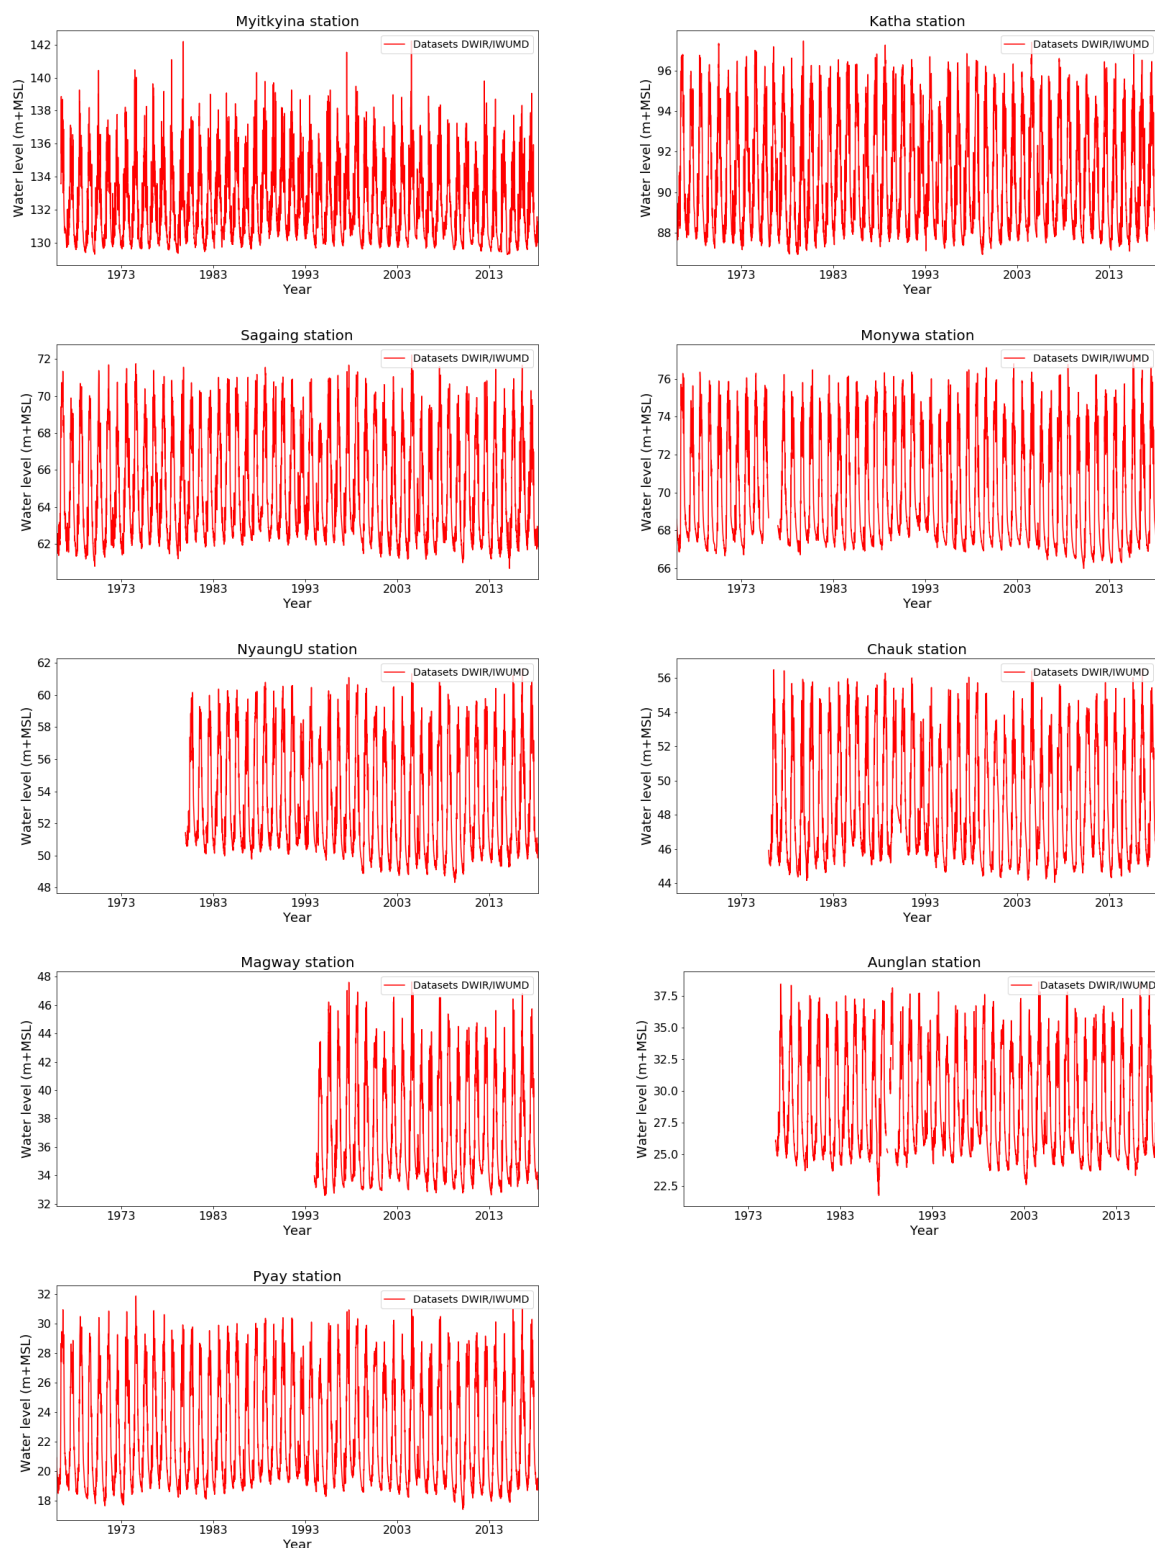 Myitkyina station
Datasets DWIR/IWUMD
Water level (m+MSL)
142
140
138
136
134
132
130
1973 1983 1993 2003 2013
Year
Katha station
Datasets DWIR/IWUMD
Water level (m+MSL)
96
94
92
90
88
1973 1983 1993 2003 2013
Year
Sagaing station
Datasets DWIR/IWUMD
Water level (m+MSL)
72
70
68
66
64
62
1973 1983 1993 2003 2013
Year
Monywa station
Datasets DWIR/IWUMD
Water level (m+MSL)
76
74
72
70
68
66
1973 1983 1993 2003 2013
Year
NyaungU station
Datasets DWIR/IWUMD
Water level (m+MSL)
62
60
58
56
54
52
50
48
1973 1983 1993 2003 2013
Year
Chauk station
Datasets DWIR/IWUMD
Water level (m+MSL)
56
54
52
50
48
46
44
1973 1983 1993 2003 2013
Year
Magway station
Datasets DWIR/IWUMD
Water level (m+MSL)
48
46
44
42
40
38
36
34
32
1973 1983 1993 2003 2013
Year
Aunglan station
Datasets DWIR/IWUMD
Water level (m+MSL)
37.5
35.0
32.5
30.0
27.5
25.0
22.5
1973 1983 1993 2003 2013
Year
Pyay station
Datasets DWIR/IWUMD
Water level (m+MSL)
32
30
28
26
24
22
20
18
1973 1983 1993 2003 2013
Year